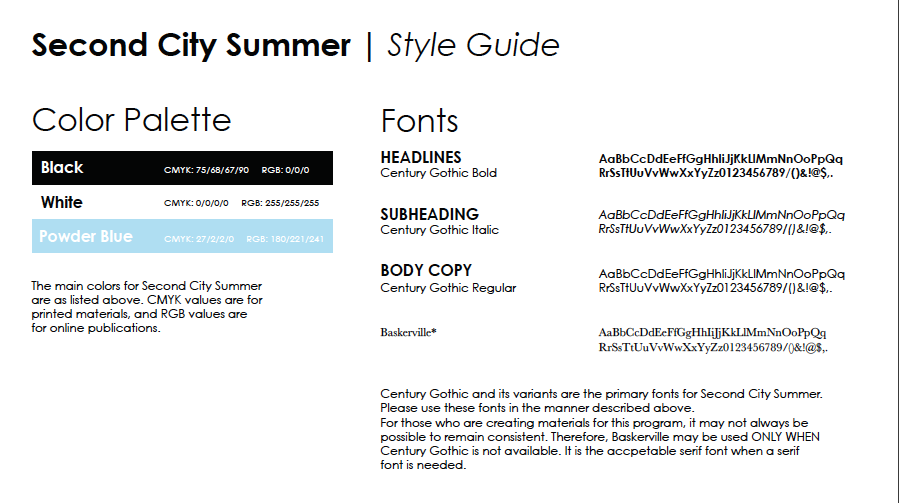 Second City Summer | Style Guide
Color Palette
Black CMYK: 75/68/67/90 RGB: 0/0/0
White CMYK: 0/0/0/0 RGB: 255/255/255
Powder Blue CMYK: 27/2/2/0 RGB: 180/221/241
The main colors for Second City Summer
are as listed above. CMYK values are for
printed materials, and RGB values are
for online publications.
Fonts
HEADLINES
Century Gothic Bold
AaBbCcDdEeFfGgHhIiJjKkLlMmNnOoPpQq
RrSsTtUuVvWwXxYyZz0123456789/()&!@$,.
SUBHEADING
Century Gothic Italic
AaBbCcDdEeFfGgHhIiJjKkLlMmNnOoPpQq
RrSsTtUuVvWwXxYyZz0123456789/()&!@$,.
BODY COPY
Century Gothic Regular
AaBbCcDdEeFfGgHhIiJjKkLlMmNnOoPpQq
RrSsTtUuVvWwXxYyZz0123456789/()&!@$,.
Baskerville*
AaBbCcDdEeFfGgHhIiJjKkLlMmNnOoPpQq
RrSsTtUuVvWwXxYyZz0123456789/()&!@$,.
Century Gothic and its variants are the primary fonts for Second City Summer.
Please use these fonts in the manner described above.
For those who are creating materials for this program, it may not always be
possible to remain consistent. Therefore, Baskerville may be used ONLY WHEN
Century Gothic is not available. It is the accpetable serif font when a serif
font is needed.